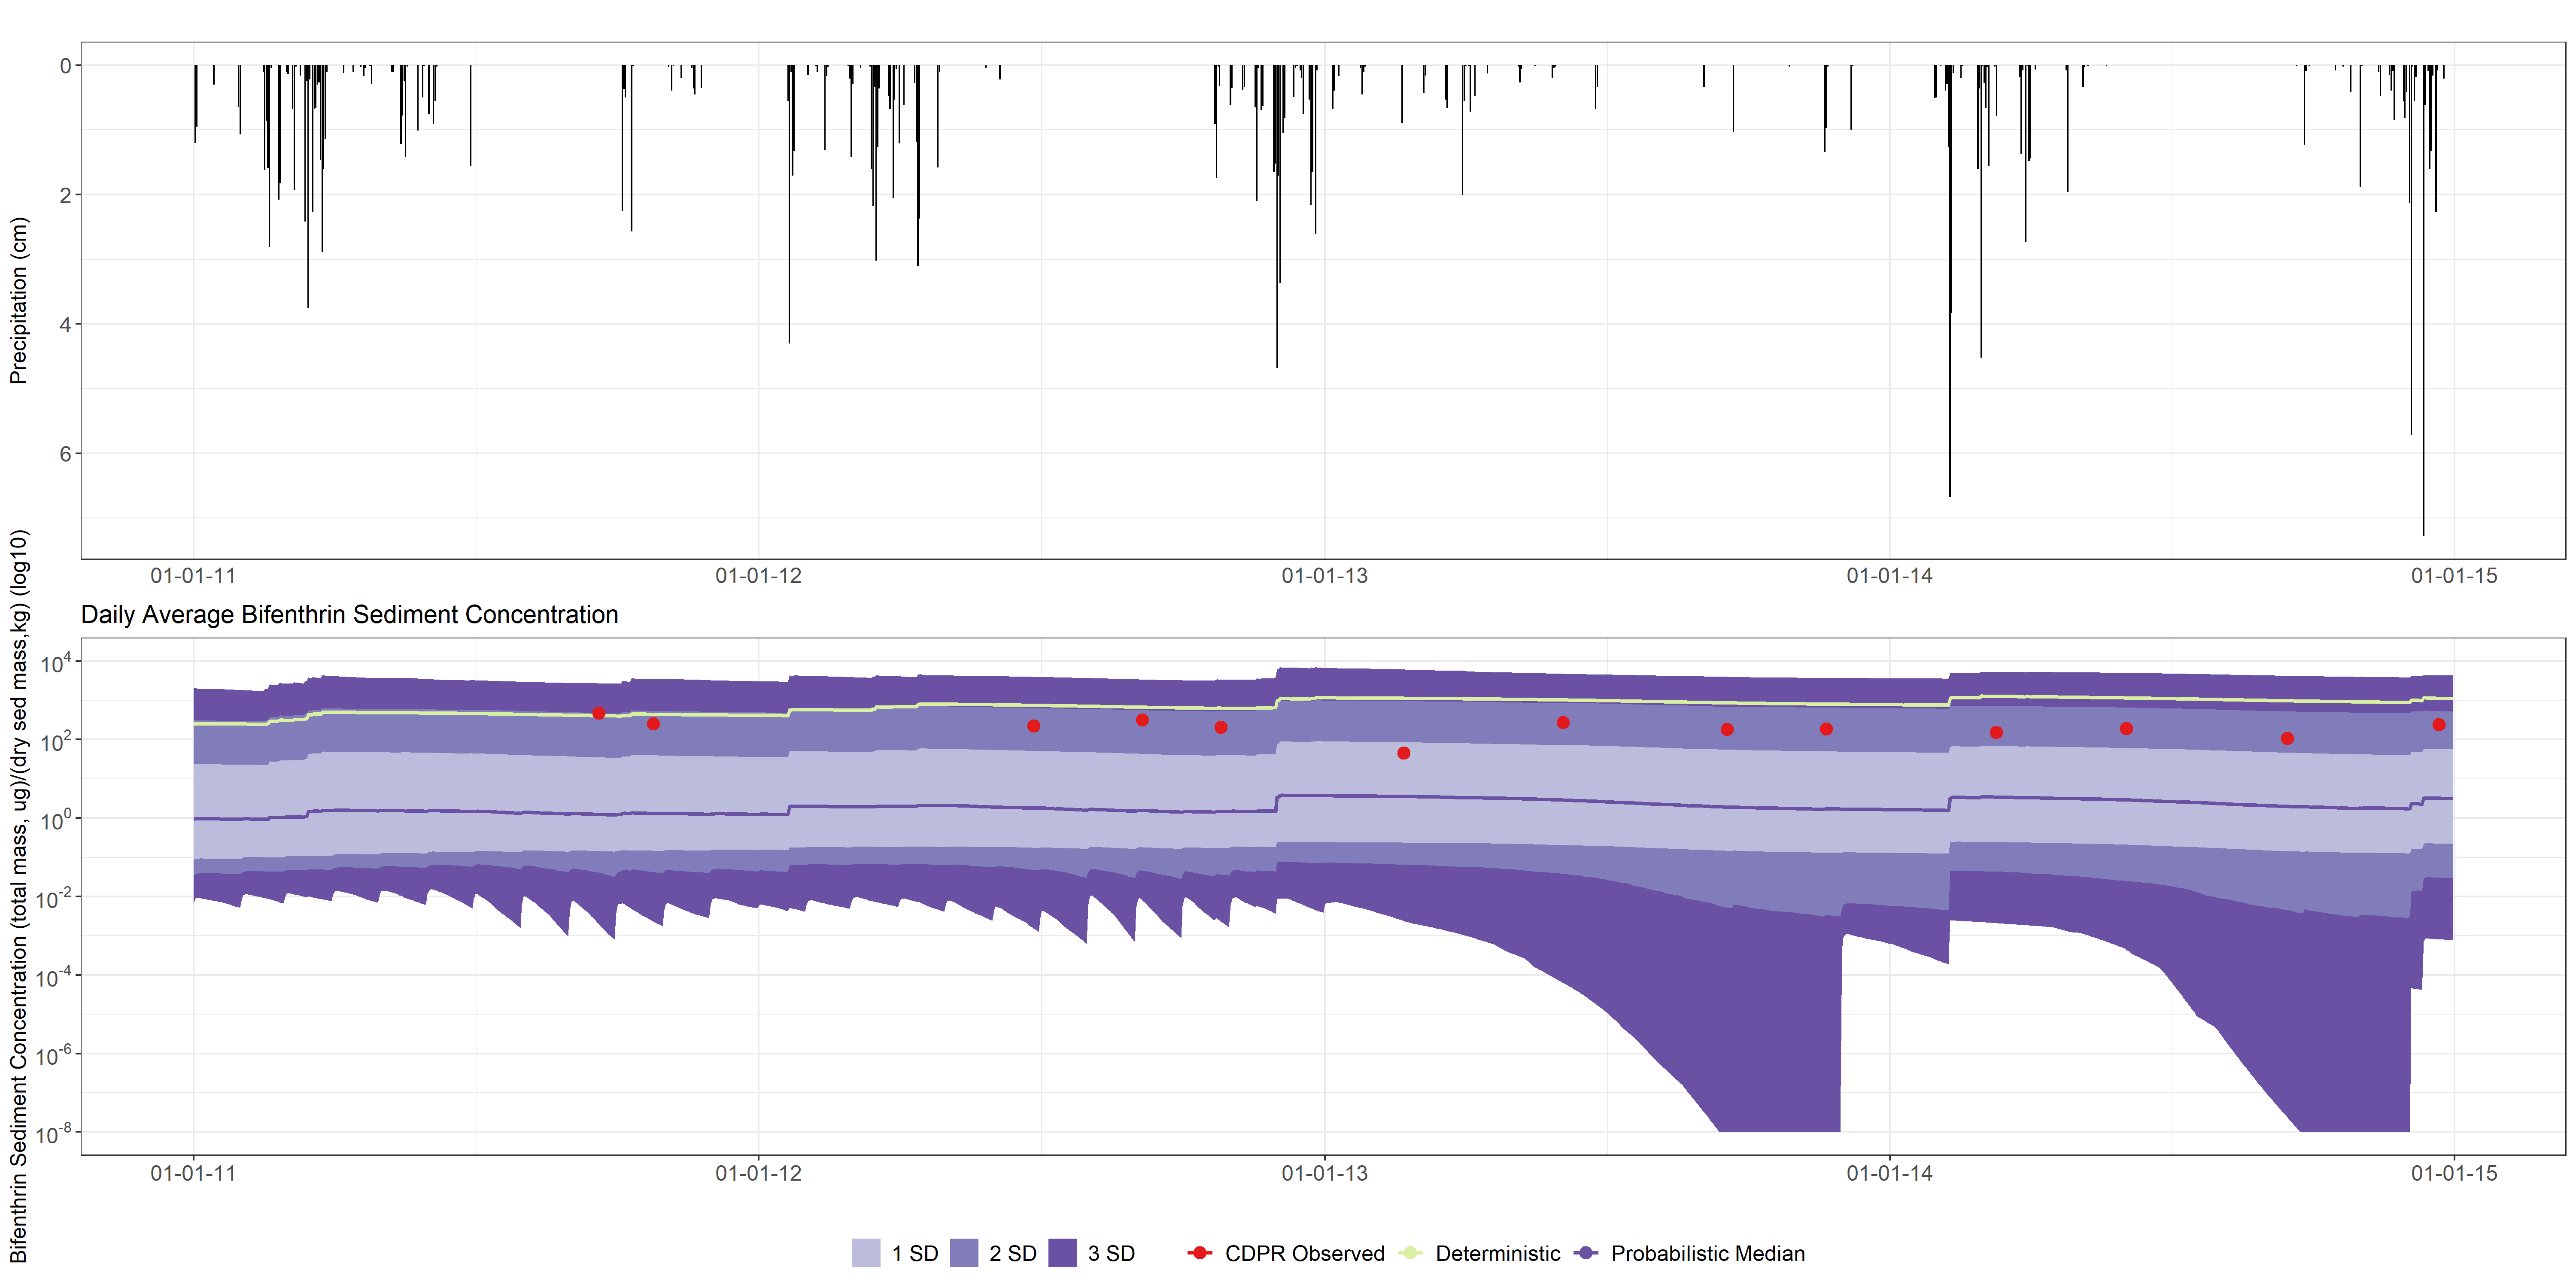 Precipitation (cm)
0
2
4
6
01-01-11 01-01-12 01-01-13 01-01-14 01-01-15
Daily Average Bifenthrin Sediment Concentration
Bifenthrin Sediment Concentration (total mass, ug)/(dry sed mass,kg) (log10)
10^4
10^2
10^0
10^-2
10^-4
10^-6
10^-8
01-01-11 01-01-12 01-01-13 01-01-14 01-01-15
1 SD 2 SD 3 SD CDPR Observed Deterministic Probabilistic Median